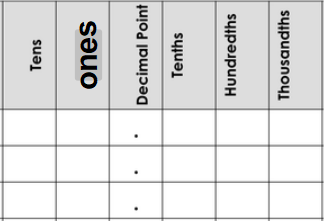 Tens
ones
Decimal Point
Tenths
Hundredths
Thousandths
.
.
.